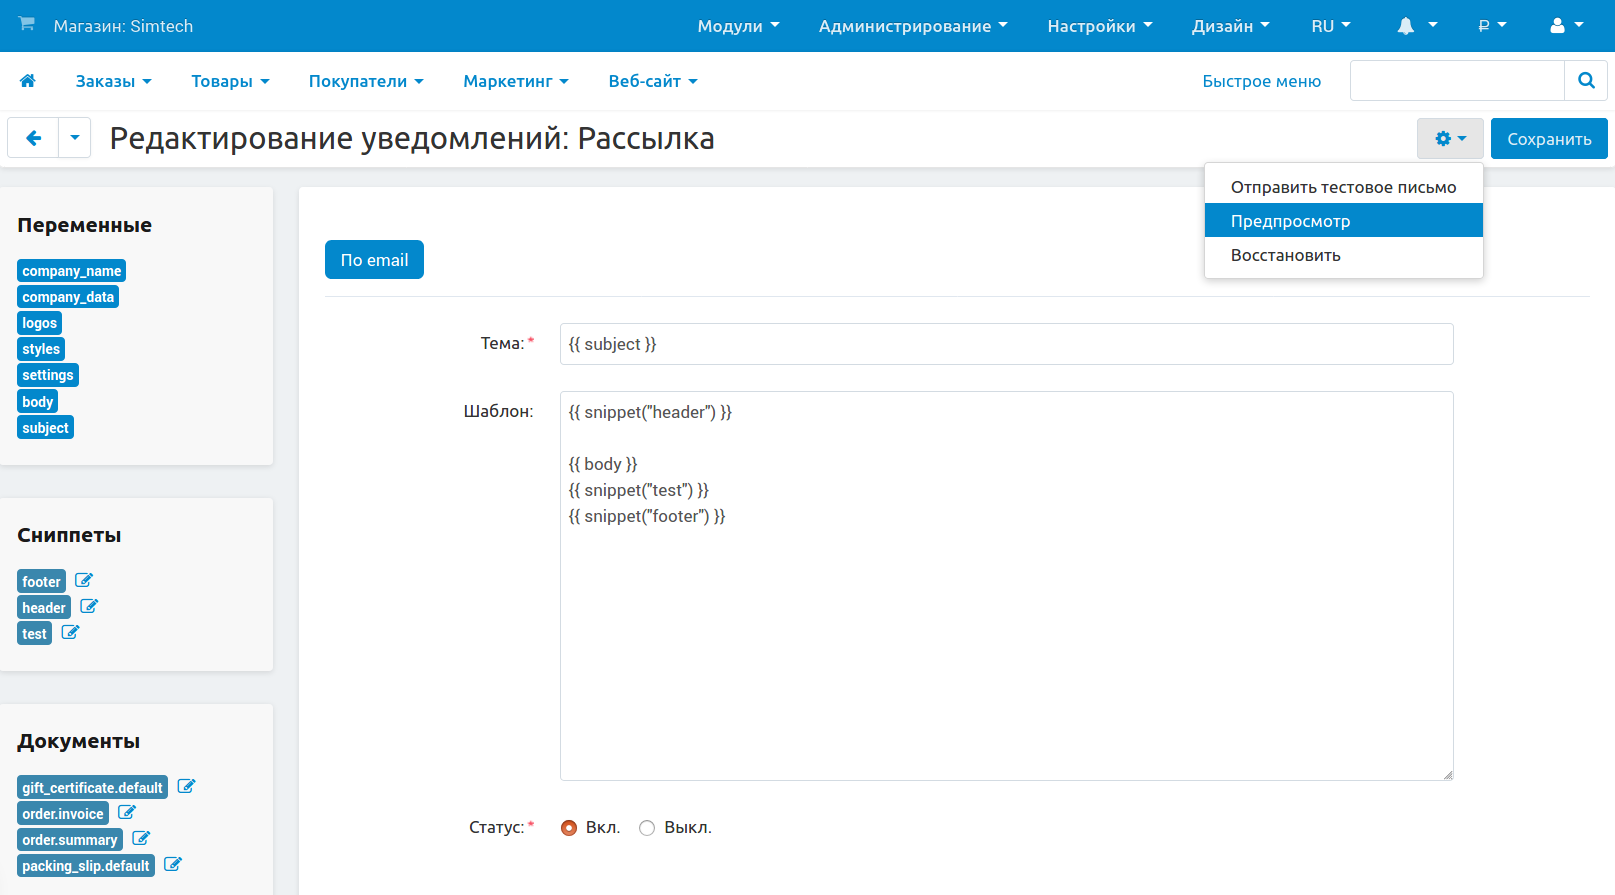 Магазин: Simtech
Модули
Администрирование
Настройки
Дизайн
RU
₽
Заказы
Товары
Покупатели
Маркетинг
Веб-сайт
Быстрое меню
Редактирование уведомлений: Рассылка
Сохранить
Отправить тестовое письмо
Предпросмотр
Восстановить
Переменные
company_name
company_data
logos
styles
settings
body
subject
Сниппеты
footer
header
test
Документы
gift_certificate.default
order.invoice
order.summary
packing_slip.default
По email
Тема:*
{{ subject }}
Шаблон:
{{ snippet("header") }}
{{ body }}
{{ snippet("test") }}
{{ snippet("footer") }}
Статус:*
Вкл.
Выкл.